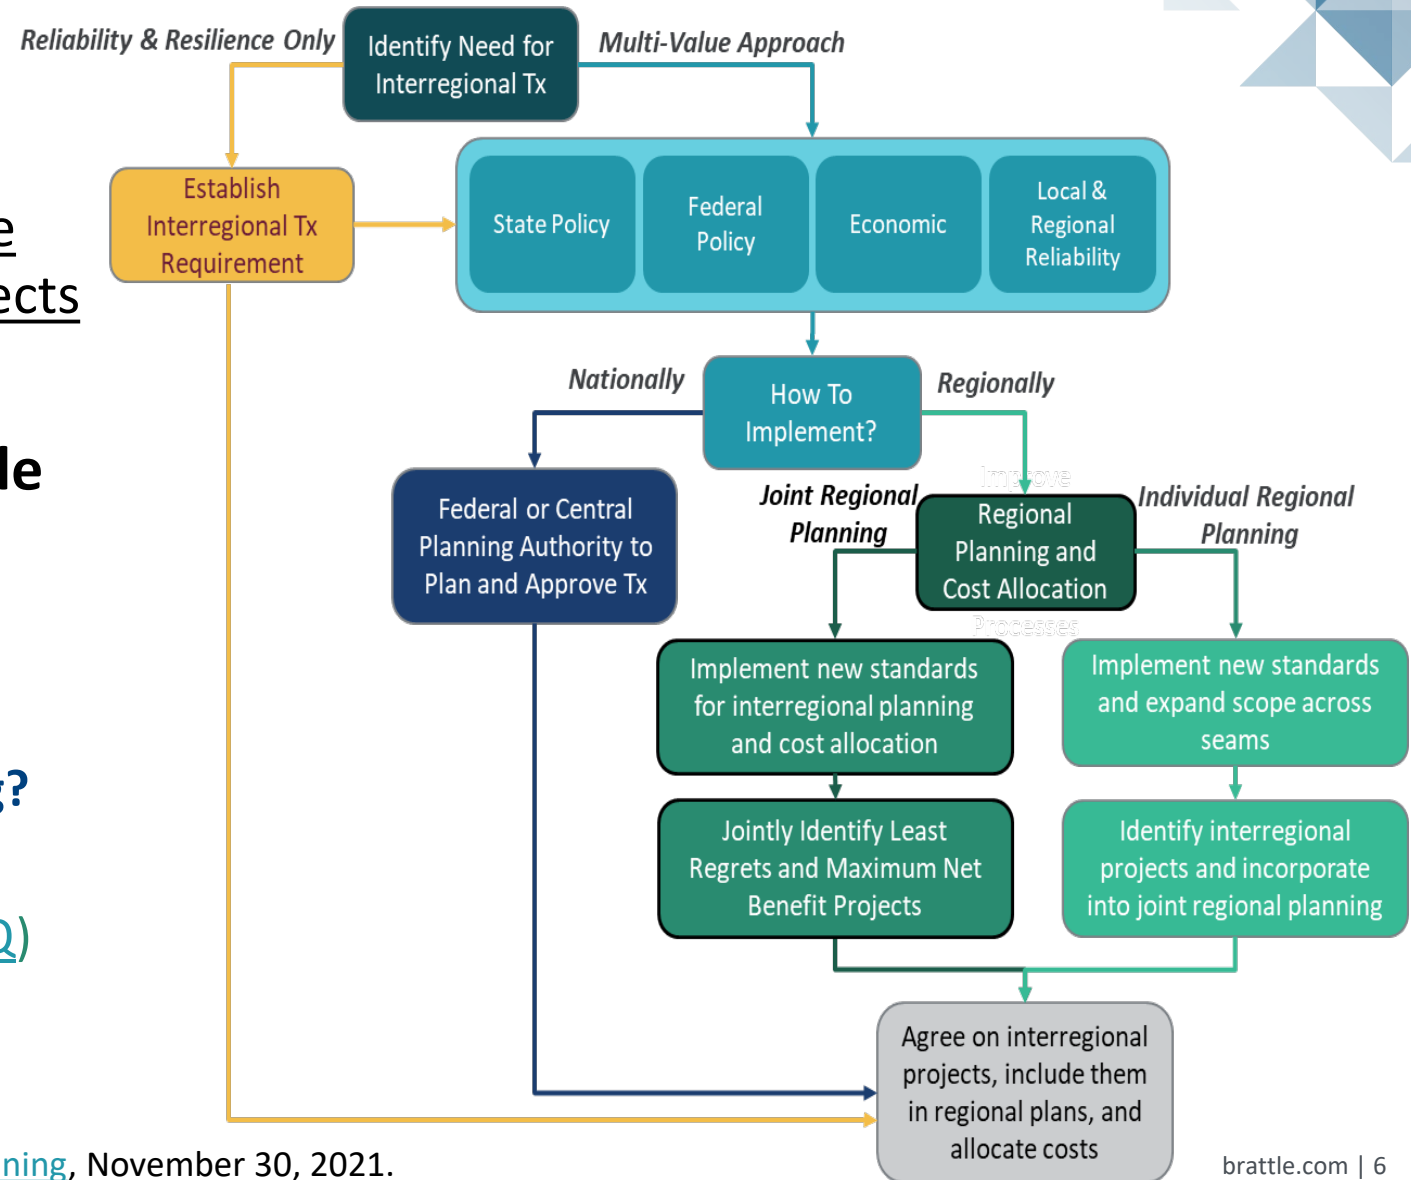 Reliability & Resilience Only
Identify Need for
Interregional Tx
Multi-Value Approach
Establish
Interregional Tx
Requirement
State Policy
Federal
Policy
Economic
Local &
Regional
Reliability
e
ects
Nationally
How To
Implement?
Regionally
le
Federal or Central
Planning Authority to
Plan and Approve Tx
Joint Regional
Planning
Improve
Regional
Planning and
Cost Allocation
Processes
Individual Regional
Planning
Implement new standards
for interregional planning
and cost allocation
Implement new standards
and expand scope across
seams
g?
Jointly Identify Least
Regrets and Maximum Net
Benefit Projects
Identify interregional
projects and incorporate
into joint regional planning
Q)
Agree on interregional
projects, include them
in regional plans, and
allocate costs
ning, November 30, 2021.
brattle.com | 6